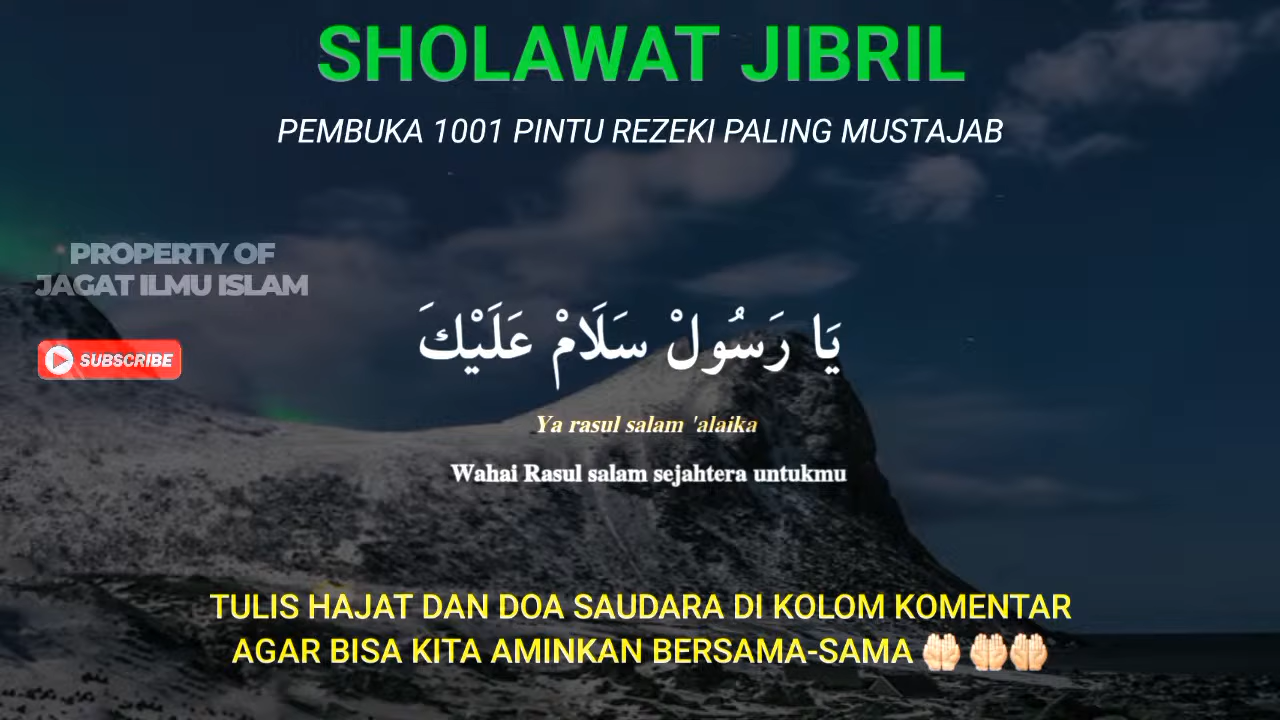 SHOLAWAT JIBRIL
PEMBUKA 1001 PINTU REZEKI PALING MUSTAJAB
PROPERTY OF
JAGAT ILMU ISLAM
SUBSCRIBE
يَا رَسُولْ سَلَامْ عَلَيْكَ
Ya rasul salam 'alaika
Wahai Rasul salam sejahtera untukmu
TULIS HAJAT DAN DOA SAUDARA DI KOLOM KOMENTAR
AGAR BISA KITA AMINKAN BERSAMA-SAMA 🤲🏻 🤲🏻🤲🏻